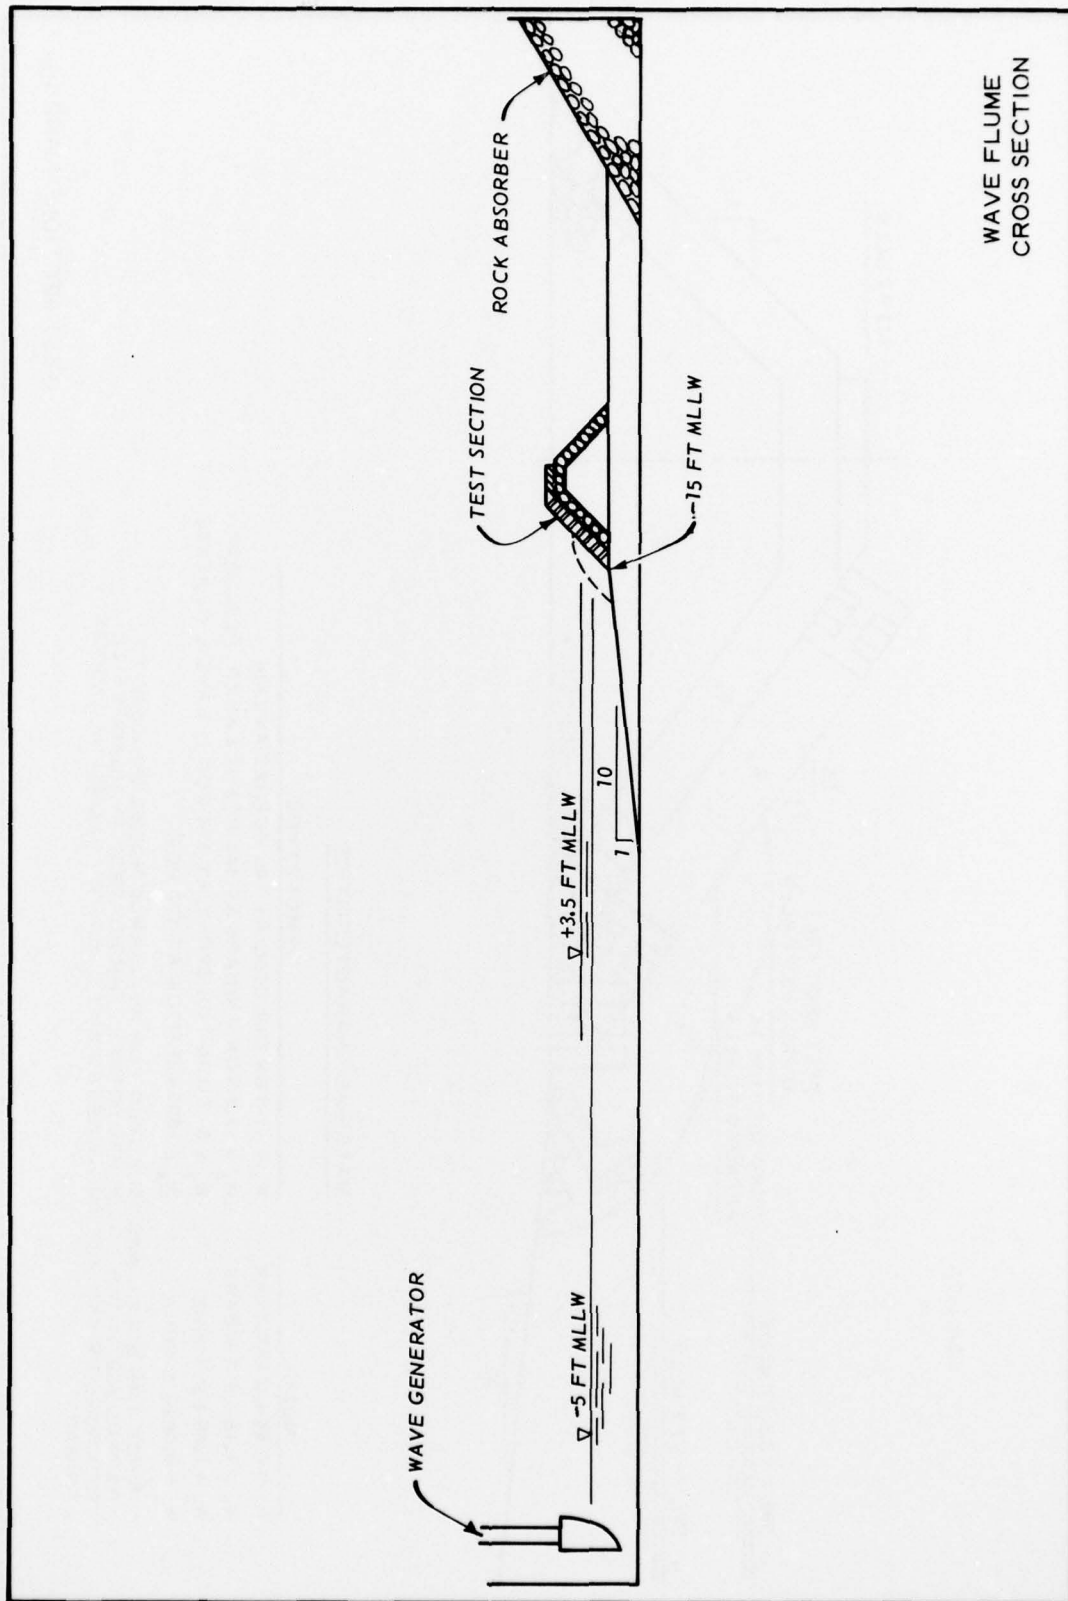 WAVE GENERATOR
-5 FT MLLW
+3.5 FT MLLW
1
10
TEST SECTION
-15 FT MLLW
ROCK ABSORBER
WAVE FLUME
CROSS SECTION